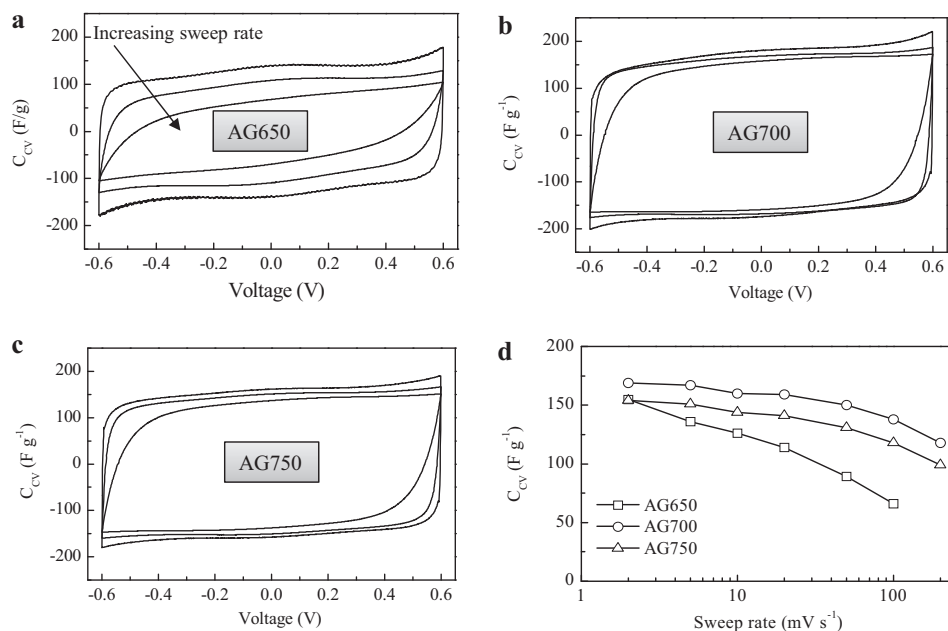 a
Increasing sweep rate
AG650
C_CV (F/g)
200
100
0
-100
-200
-0.6 -0.4 -0.2 0.0 0.2 0.4 0.6
Voltage (V)
b
AG700
C_CV (F g⁻¹)
200
100
0
-100
-200
-0.6 -0.4 -0.2 0.0 0.2 0.4 0.6
Voltage (V)
c
AG750
C_CV (F g⁻¹)
200
100
0
-100
-200
-0.6 -0.4 -0.2 0.0 0.2 0.4 0.6
Voltage (V)
d
C_CV (F g⁻¹)
200
150
100
50
0
AG650
AG700
AG750
1 10 100
Sweep rate (mV s⁻¹)